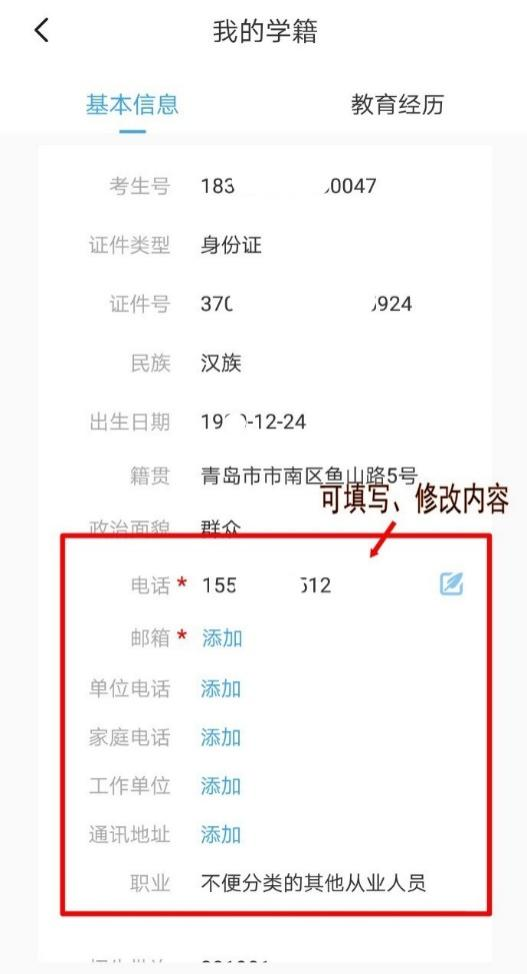 我的学籍
基本信息 教育经历
考生号 183 0047
证件类型 身份证
证件号 370 924
民族 汉族
出生日期 19 -12-24
籍贯 青岛市市南区鱼山路5号
可填写、修改内容
政治面貌 群众
电话 * 155 512
邮箱 * 添加
单位电话 添加
家庭电话 添加
工作单位 添加
通讯地址 添加
职业 不便分类的其他从业人员